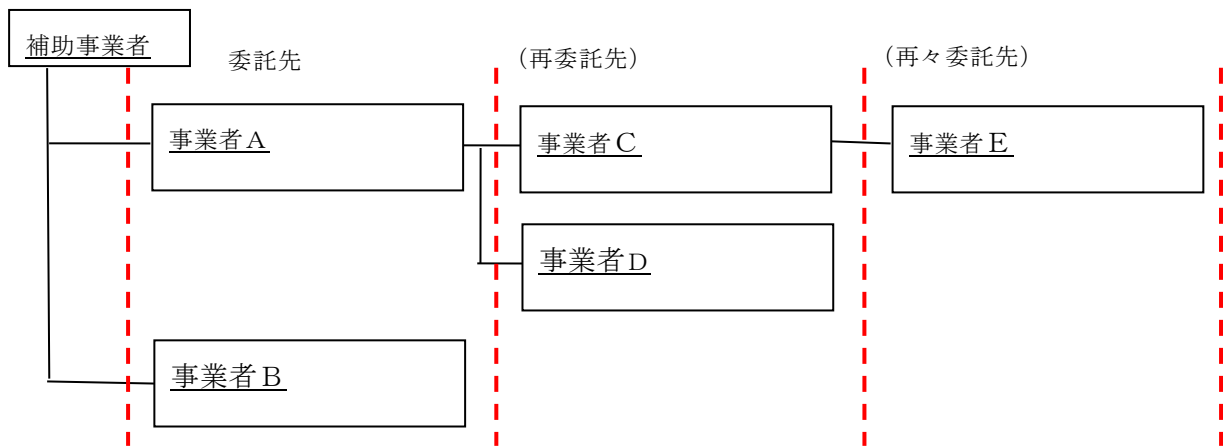 補助事業者
委託先
（再委託先）
（再々委託先）
事業者Ａ
事業者Ｃ
事業者Ｅ
事業者Ｄ
事業者Ｂ